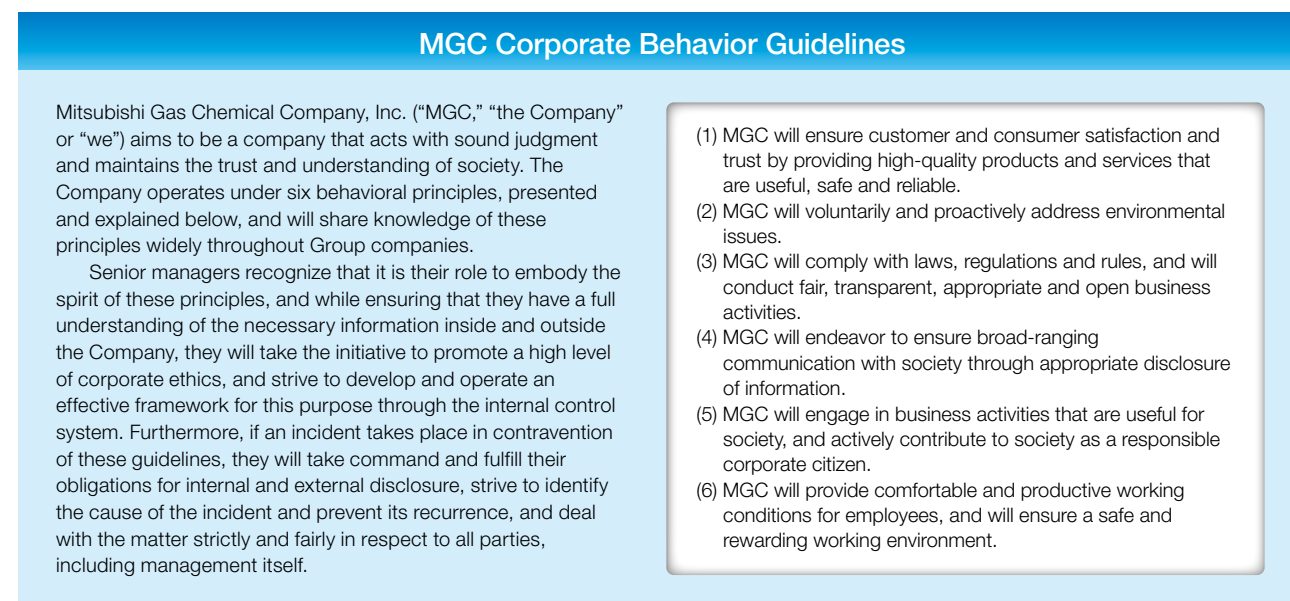 MGC Corporate Behavior Guidelines
Mitsubishi Gas Chemical Company, Inc. (“MGC,” “the Company”
or “we”) aims to be a company that acts with sound judgment
and maintains the trust and understanding of society. The
Company operates under six behavioral principles, presented
and explained below, and will share knowledge of these
principles widely throughout Group companies.
Senior managers recognize that it is their role to embody the
spirit of these principles, and while ensuring that they have a full
understanding of the necessary information inside and outside
the Company, they will take the initiative to promote a high level
of corporate ethics, and strive to develop and operate an
effective framework for this purpose through the internal control
system. Furthermore, if an incident takes place in contravention
of these guidelines, they will take command and fulfill their
obligations for internal and external disclosure, strive to identify
the cause of the incident and prevent its recurrence, and deal
with the matter strictly and fairly in respect to all parties,
including management itself.
(1) MGC will ensure customer and consumer satisfaction and
trust by providing high-quality products and services that
are useful, safe and reliable.
(2) MGC will voluntarily and proactively address environmental
issues.
(3) MGC will comply with laws, regulations and rules, and will
conduct fair, transparent, appropriate and open business
activities.
(4) MGC will endeavor to ensure broad-ranging
communication with society through appropriate disclosure
of information.
(5) MGC will engage in business activities that are useful for
society, and actively contribute to society as a responsible
corporate citizen.
(6) MGC will provide comfortable and productive working
conditions for employees, and will ensure a safe and
rewarding working environment.